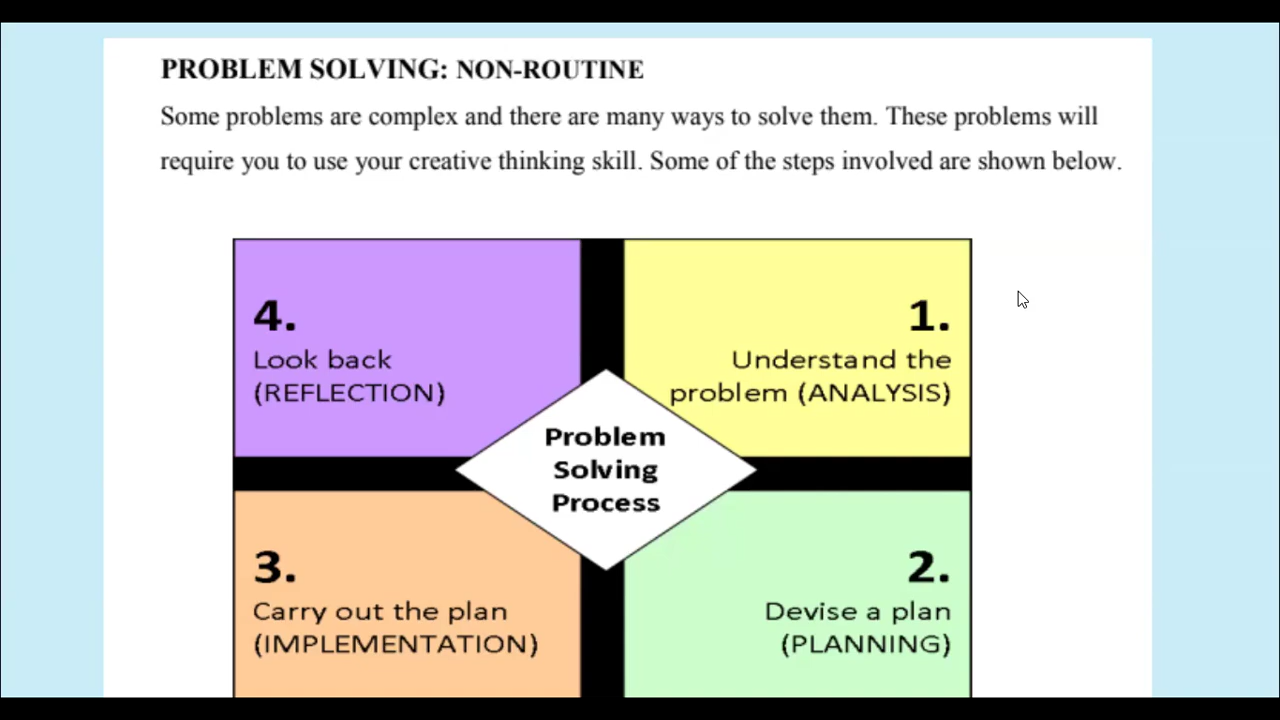 PROBLEM SOLVING: NON-ROUTINE
Some problems are complex and there are many ways to solve them. These problems will
require you to use your creative thinking skill. Some of the steps involved are shown below.
4.
Look back
(REFLECTION)
1.
Understand the
problem (ANALYSIS)
Problem
Solving
Process
3.
Carry out the plan
(IMPLEMENTATION)
2.
Devise a plan
(PLANNING)